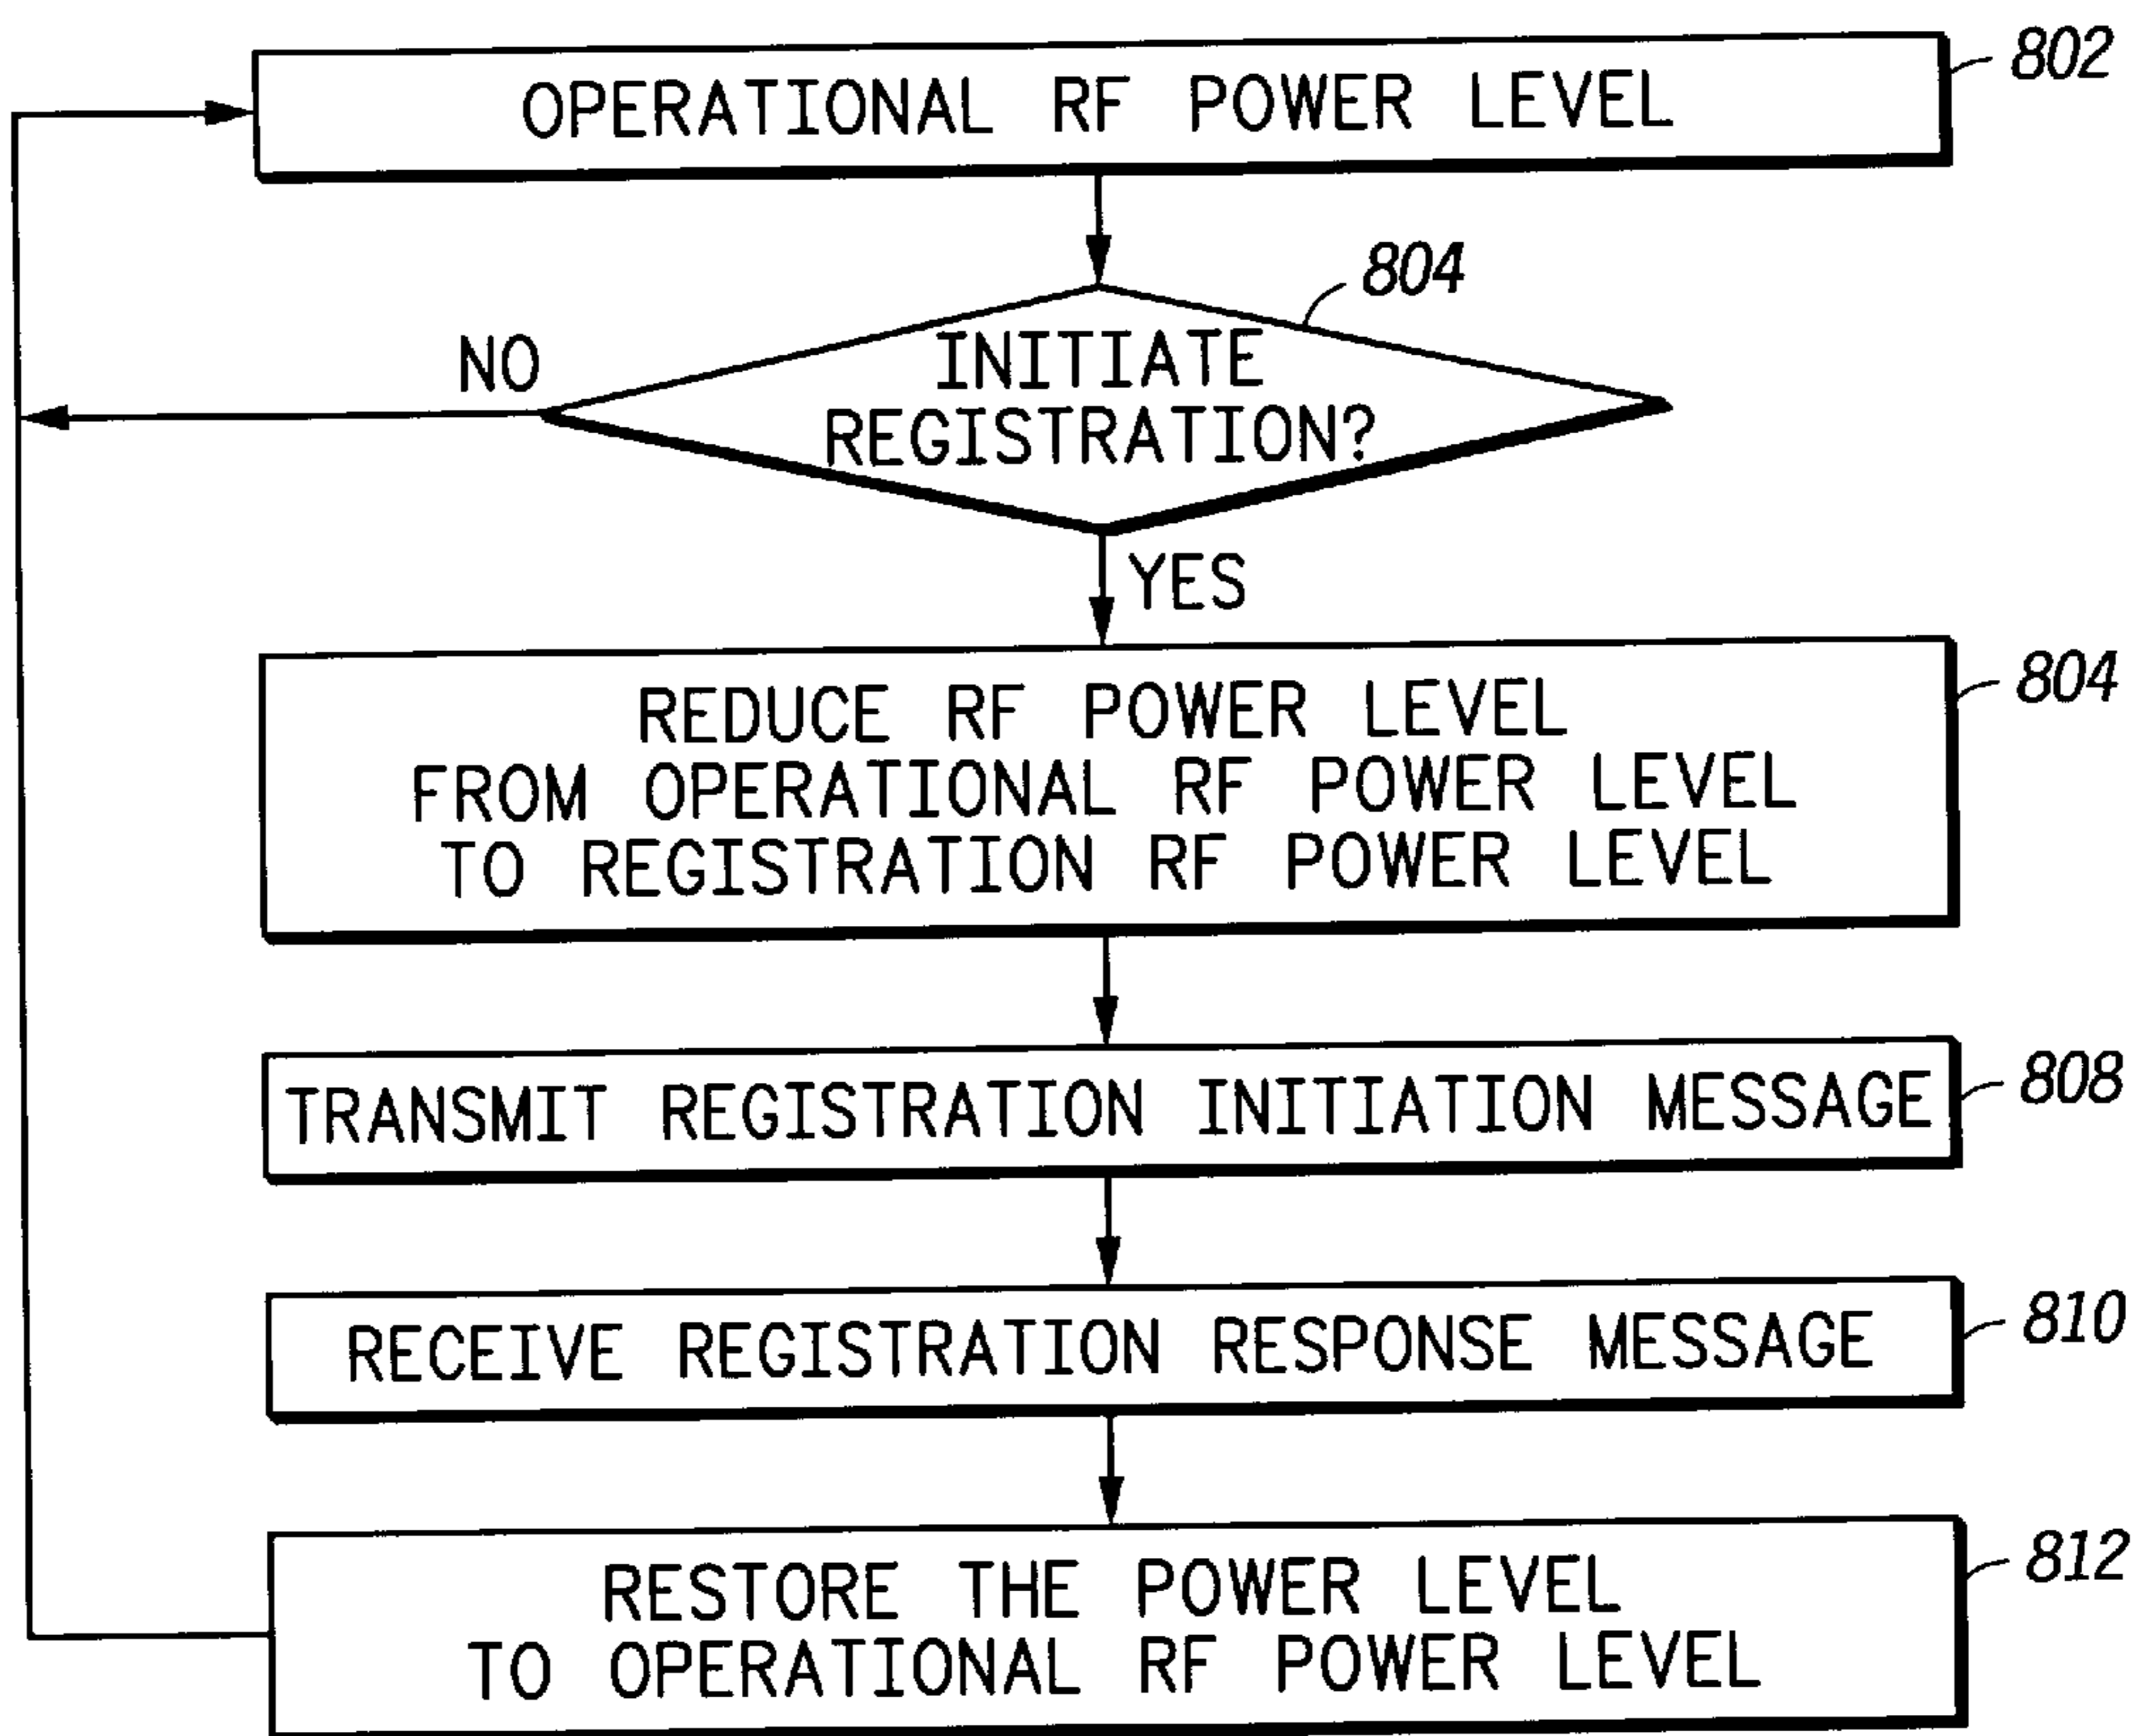 OPERATIONAL RF POWER LEVEL
802
804
INITIATE
REGISTRATION?
NO
YES
REDUCE RF POWER LEVEL
FROM OPERATIONAL RF POWER LEVEL
TO REGISTRATION RF POWER LEVEL
804
TRANSMIT REGISTRATION INITIATION MESSAGE
808
RECEIVE REGISTRATION RESPONSE MESSAGE
810
RESTORE THE POWER LEVEL
TO OPERATIONAL RF POWER LEVEL
812